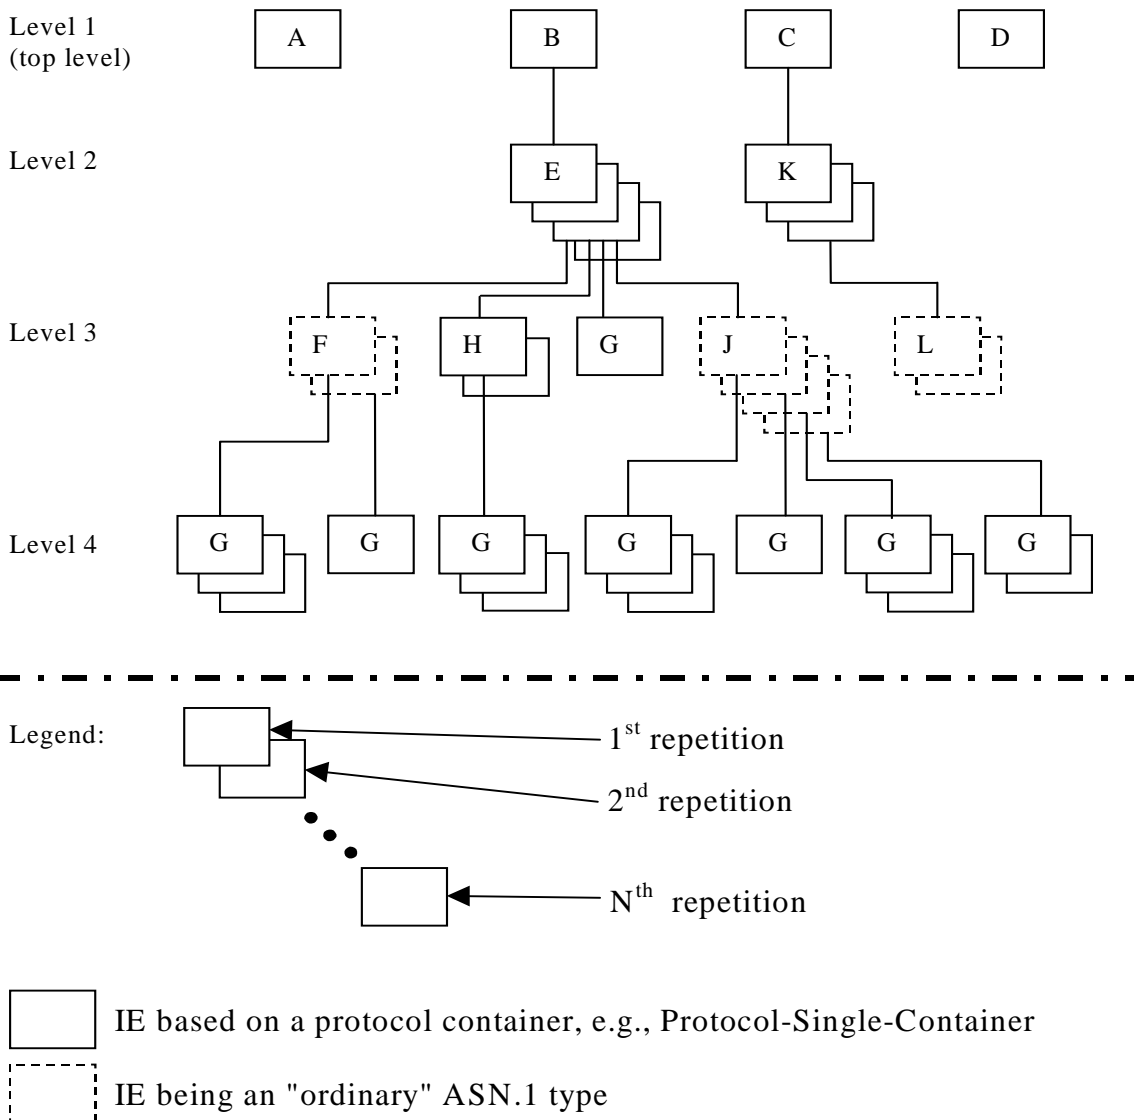 Level 1
(top level)
A B C D
Level 2
E K
Level 3
F H G J L
Level 4
G G G G G G G
Legend:
1st repetition
2nd repetition
Nth repetition
IE based on a protocol container, e.g., Protocol-Single-Container
IE being an "ordinary" ASN.1 type